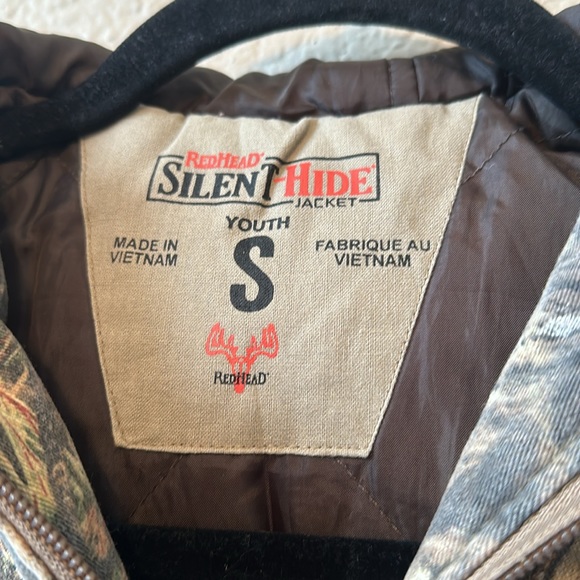 REDHEAD®
SILENT-HIDE®
JACKET
YOUTH
MADE IN
VIETNAM
S
FABRIQUE AU
VIETNAM
REDHEAD®